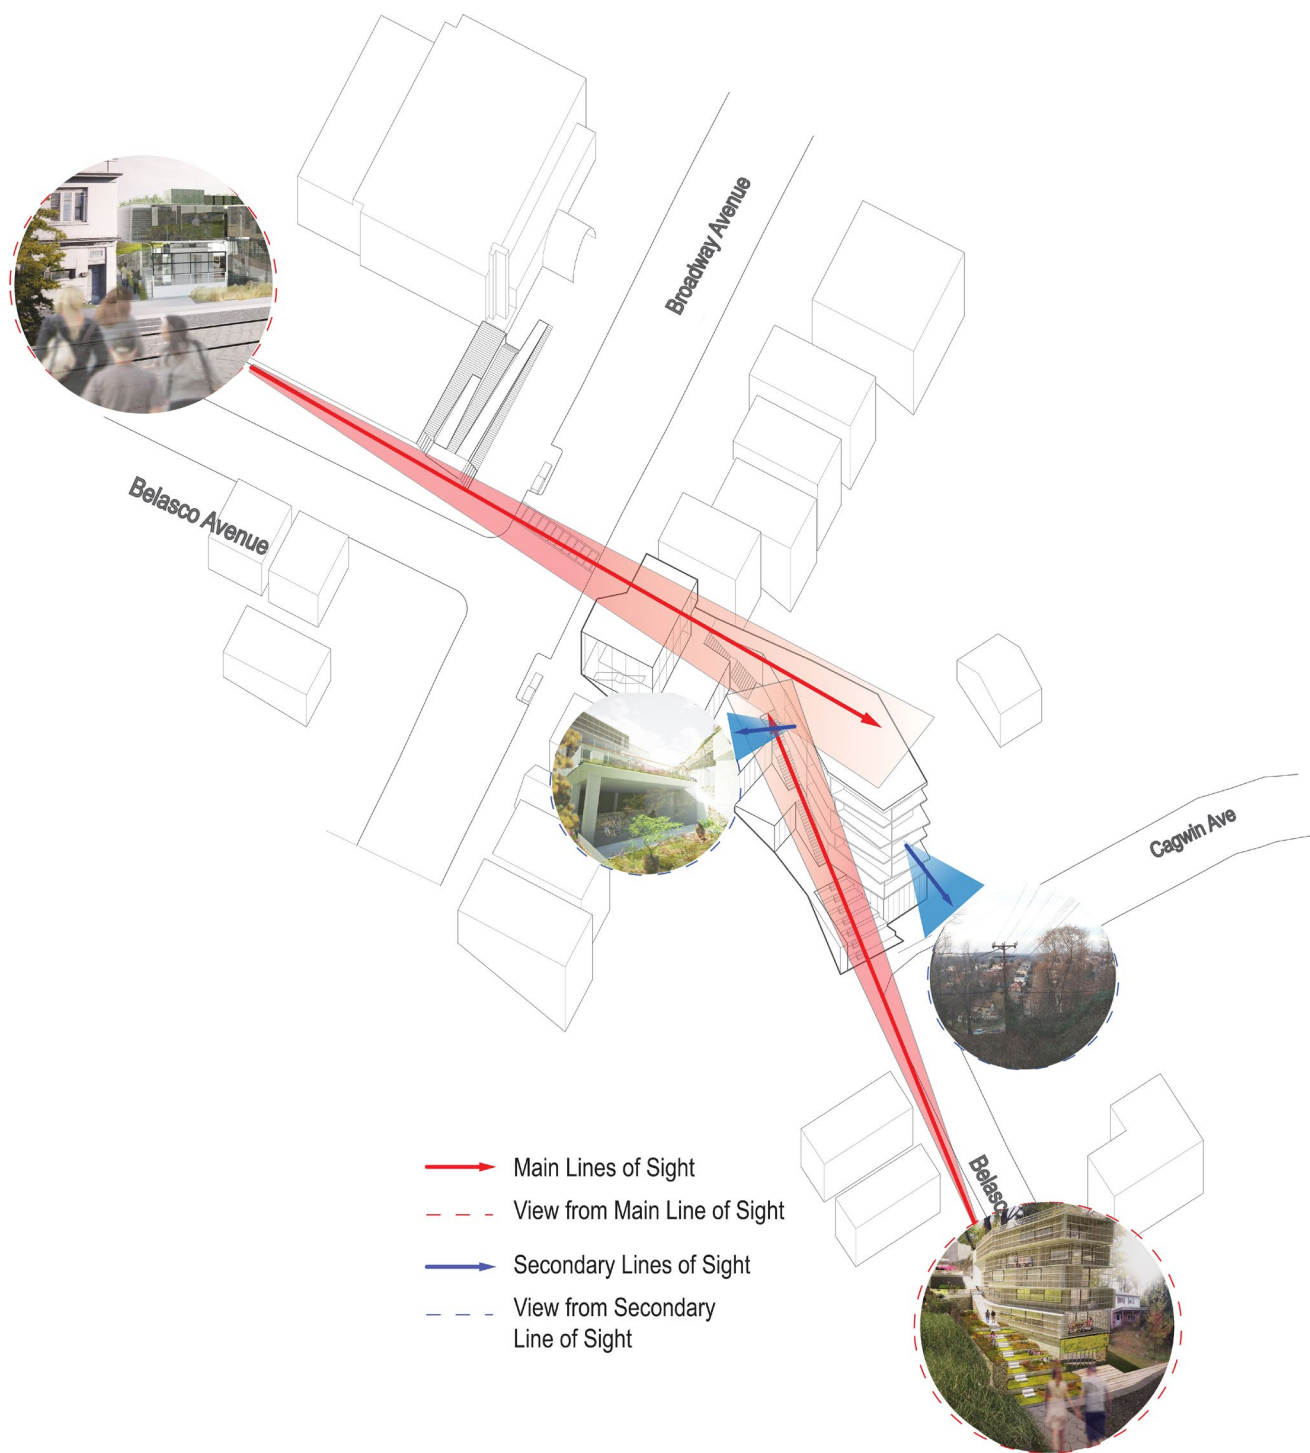 Broadway Avenue
Belasco Avenue
Cagwin Ave
Main Lines of Sight
View from Main Line of Sight
Secondary Lines of Sight
View from Secondary
Line of Sight